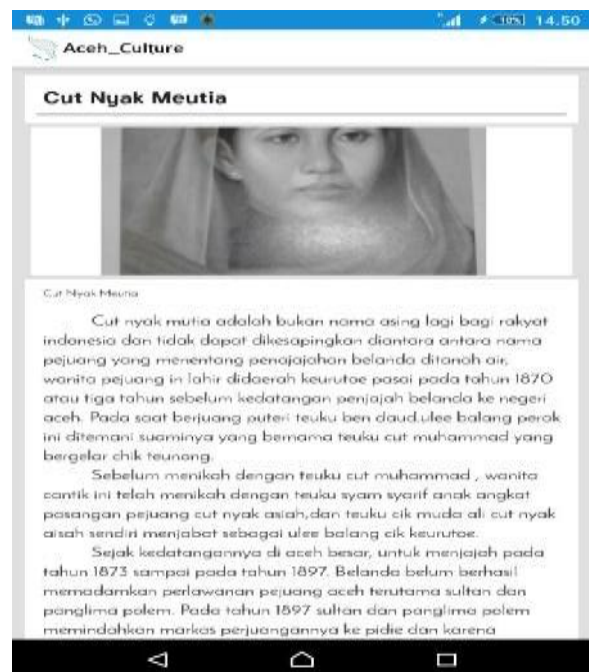 10% 14.50
Aceh_Culture
Cut Nyak Meutia
Cut Nyak Meutia
Cut nyak mutia adalah bukan nama asing lagi bagi rakyat
indonesia dan tidak dapat dikesapingkan diantara antara nama
pejuang yang menentang penajajahan belanda ditanah air,
wanita pejuang in lahir didaerah keurutoe pasai pada tahun 1870
atau tiga tahun sebelum kedatangan penjajah belanda ke negeri
aceh. Pada saat berjuang puteri teuku ben daud,ulee balang perak
ini ditemani suaminya yang bernama teuku cut muhammad yang
bergelar chik teunong.
Sebelum menikah dengan teuku cut muhammad , wanita
cantik ini telah menikah dengan teuku syam syarif anak angkat
pasangan pejuang cut nyak asiah,dan teuku cik muda ali cut nyak
aisah sendiri menjabat sebagai ulee balang cik keurutoe.
Sejak kedatangannya di aceh besar, untuk menjajah pada
tahun 1873 sampai pada tahun 1897. Belanda belum berhasil
memadamkan perlawanan pejuang aceh terutama sultan dan
panglima polem. Pada tahun 1897 sultan dan panglima polem
memindahkan markas perjuangannya ke pidie dan karena